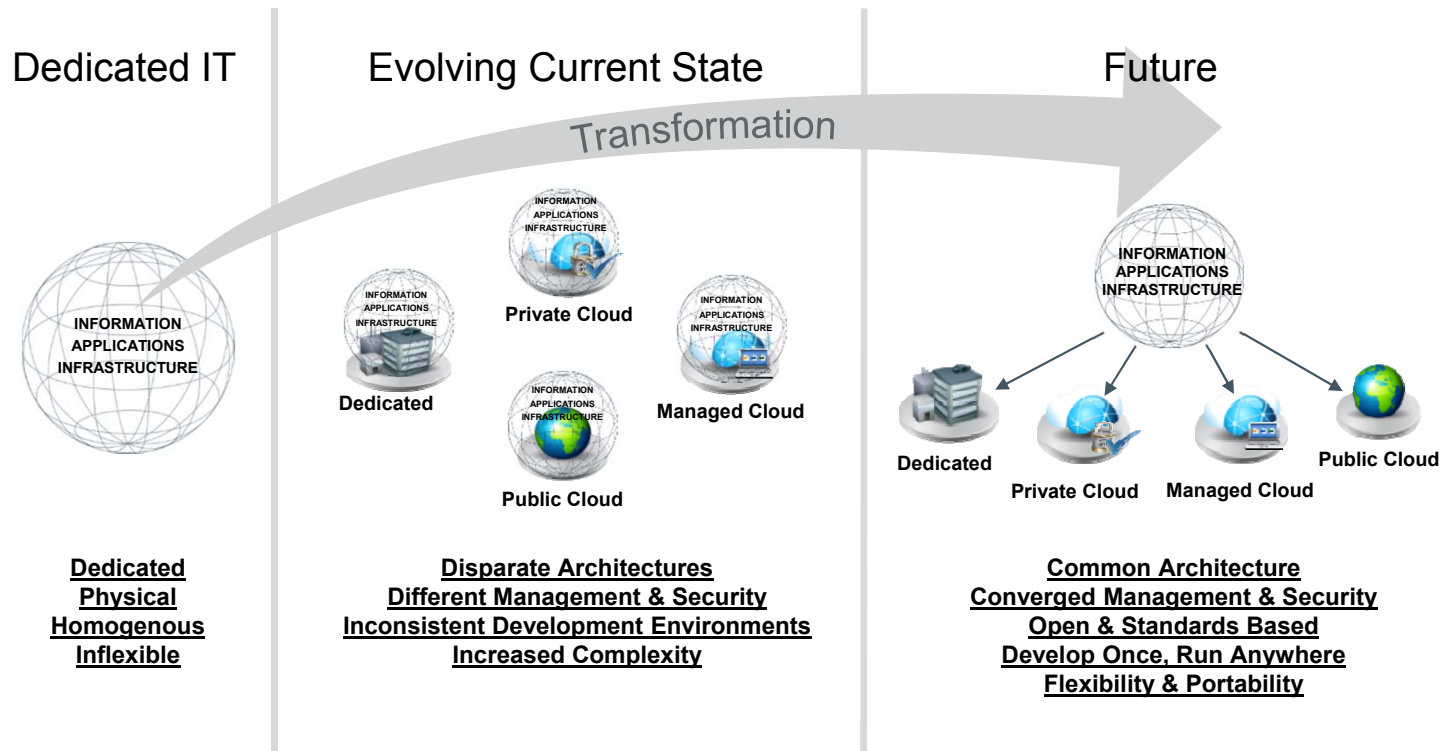 Dedicated IT
Evolving Current State
Future
Transformation
INFORMATION
APPLICATIONS
INFRASTRUCTURE
Dedicated
Physical
Homogenous
Inflexible
INFORMATION
APPLICATIONS
INFRASTRUCTURE
Private Cloud
INFORMATION
APPLICATIONS
INFRASTRUCTURE
Dedicated
INFORMATION
APPLICATIONS
INFRASTRUCTURE
Managed Cloud
INFORMATION
APPLICATIONS
INFRASTRUCTURE
Public Cloud
Disparate Architectures
Different Management & Security
Inconsistent Development Environments
Increased Complexity
INFORMATION
APPLICATIONS
INFRASTRUCTURE
Dedicated
Private Cloud
Managed Cloud
Public Cloud
Common Architecture
Converged Management & Security
Open & Standards Based
Develop Once, Run Anywhere
Flexibility & Portability